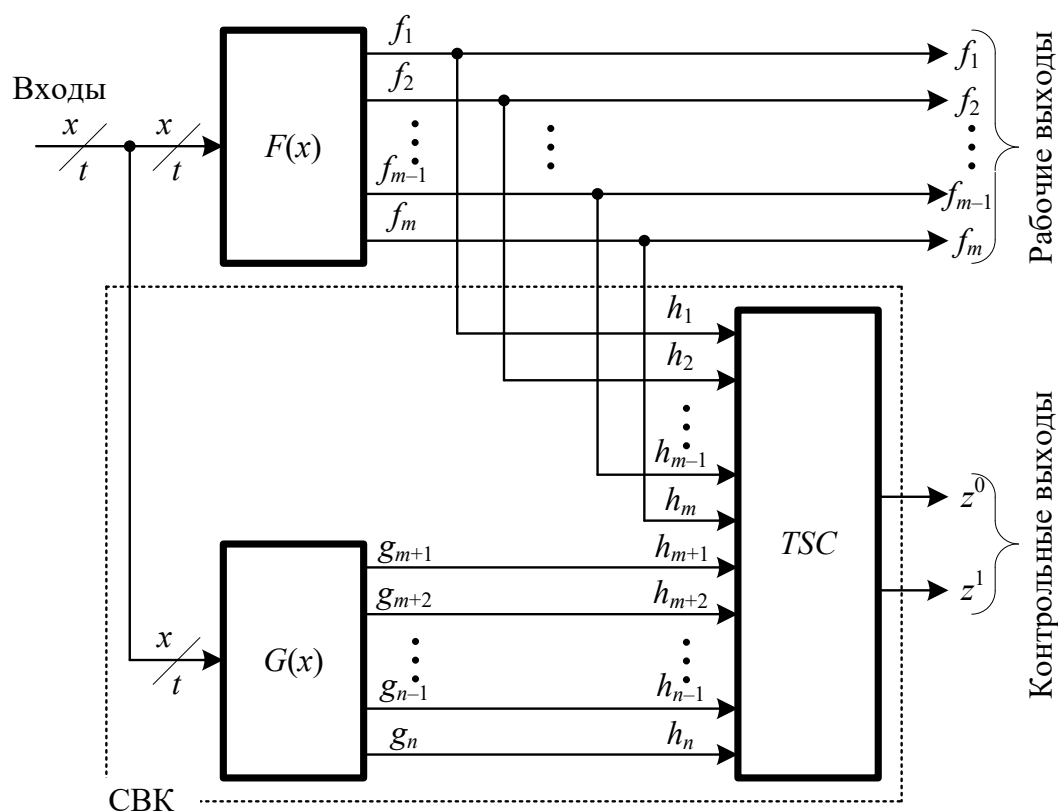 Входы
x
t
x
t
F(x)
f1
f2
fm–1
fm
f1
f2
fm–1
fm
Рабочие выходы
h1
h2
hm–1
hm
hm+1
hm+2
hn–1
hn
TSC
z0
z1
Контрольные выходы
x
t
G(x)
gm+1
gm+2
gn–1
gn
СВК